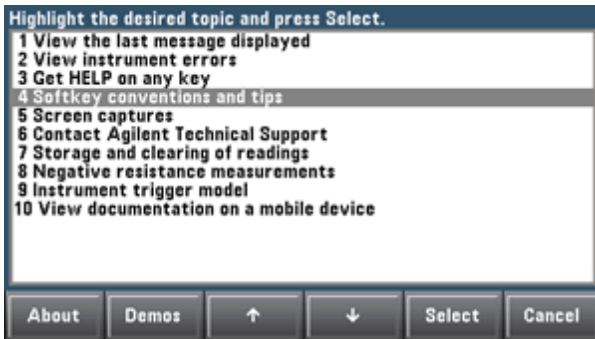 Highlight the desired topic and press Select.
1 View the last message displayed
2 View instrument errors
3 Get HELP on any key
4 Softkey conventions and tips
5 Screen captures
6 Contact Agilent Technical Support
7 Storage and clearing of readings
8 Negative resistance measurements
9 Instrument trigger model
10 View documentation on a mobile device
About Demos ↑ ↓ Select Cancel